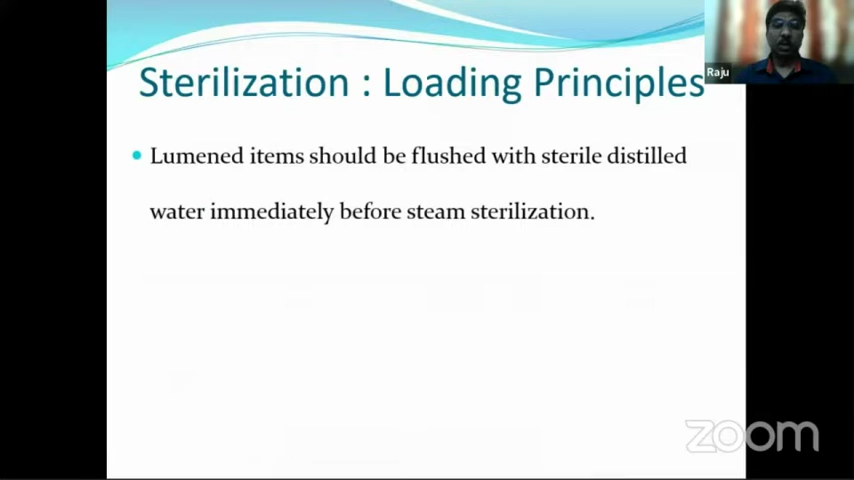 Raju
Sterilization : Loading Principles
Lumened items should be flushed with sterile distilled
water immediately before steam sterilization.
zoom